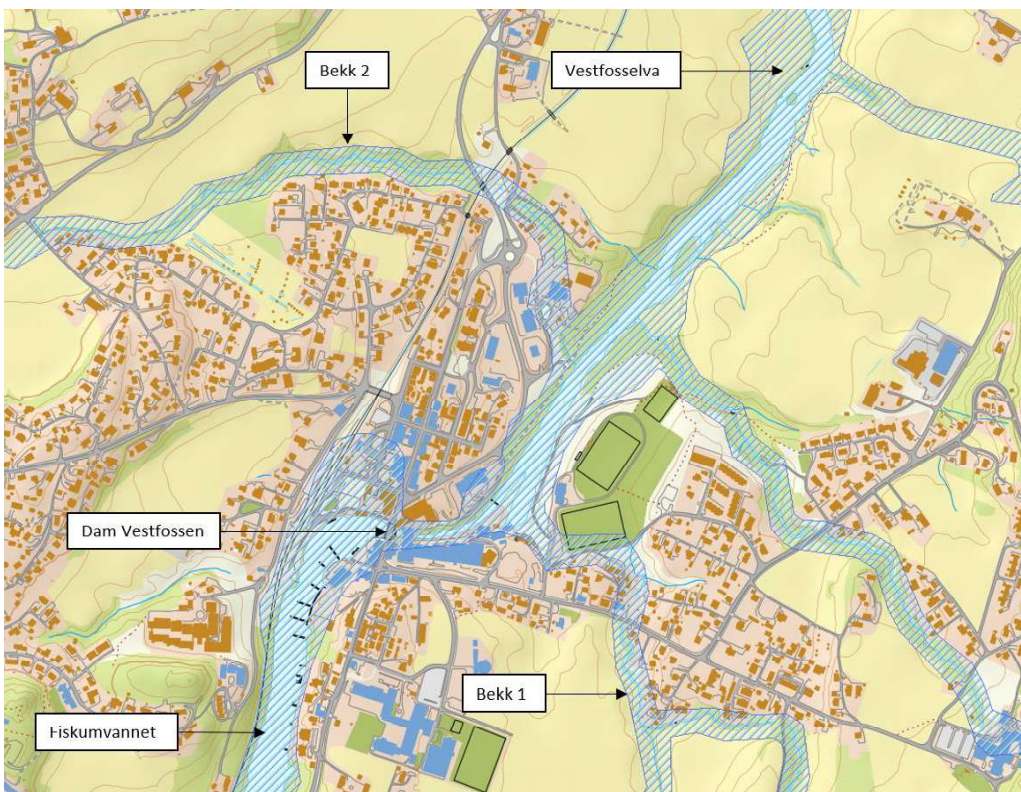 Bekk 2
Vestfosselva
Dam Vestfossen
Bekk 1
Fiskumvannet